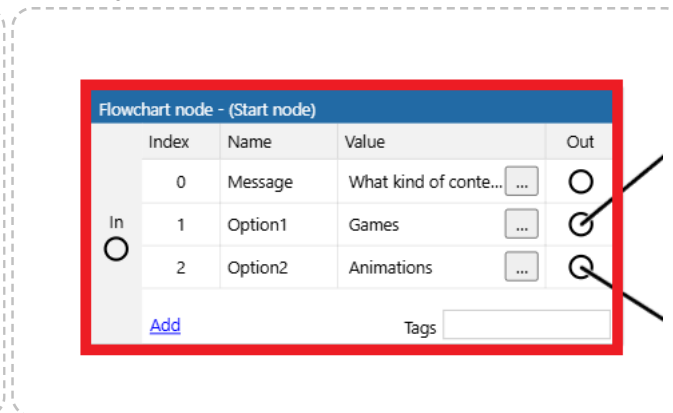 Flowchart node - (Start node)
Index Name Value Out
0 Message What kind of conte... ...
In
1 Option1 Games ...
2 Option2 Animations ...
Add Tags